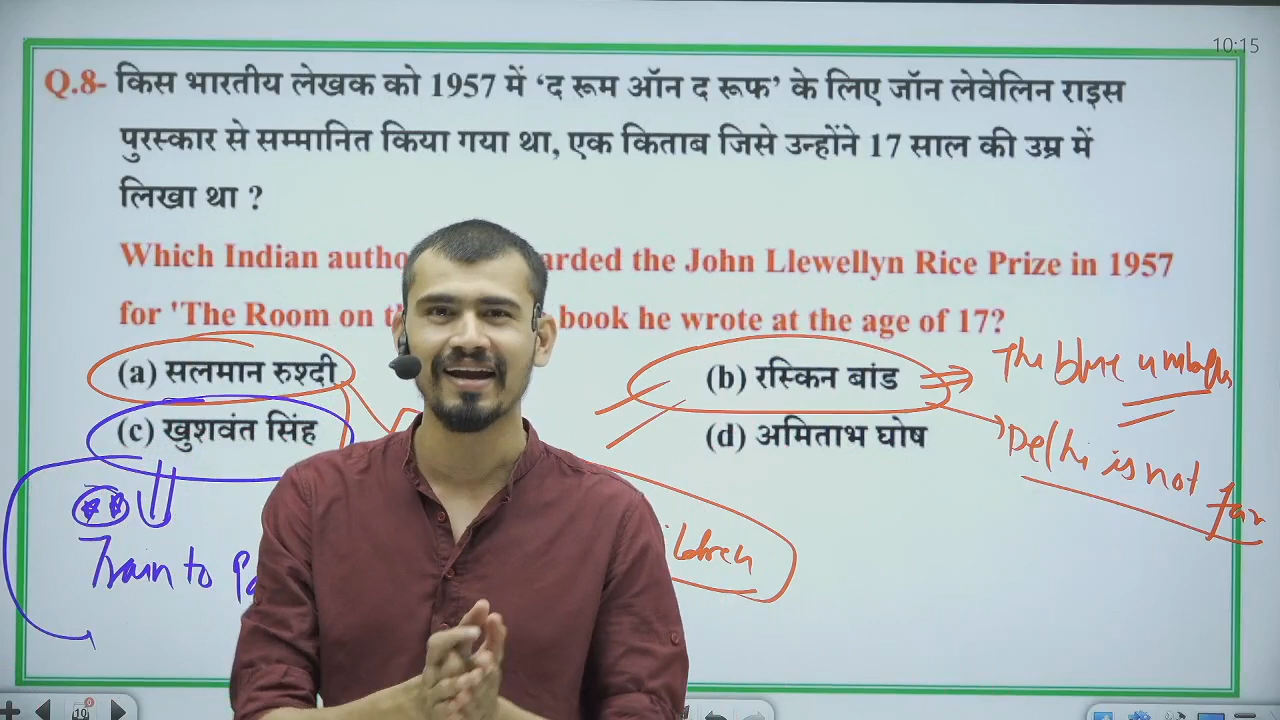 10:15
Q.8- किस भारतीय लेखक को 1957 में ‘द रूम ऑन द रूफ’ के लिए जॉन लेवेलिन राइस
पुरस्कार से सम्मानित किया गया था, एक किताब जिसे उन्होंने 17 साल की उम्र में
लिखा था ?
Which Indian autho arded the John Llewellyn Rice Prize in 1957
for 'The Room on t book he wrote at the age of 17?
(a) सलमान रुश्दी (b) रस्किन बांड
The blue umbrella
(c) खुशवंत सिंह (d) अमिताभ घोष
Delhi is not far
Train to Pa
ildren
10